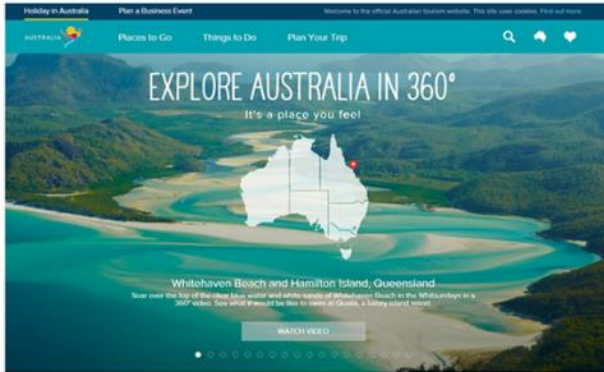 Holiday in Australia
Plan a Business Event
Welcome to the official Australian tourism website. This site uses cookies. Find out more.
AUSTRALIA
Places to Go
Things to Do
Plan Your Trip
EXPLORE AUSTRALIA IN 360°
It's a place you feel
Whitehaven Beach and Hamilton Island, Queensland
Soar over the top of the clear blue water and white sands of Whitehaven Beach in the Whitsundays in a
360° video. See what it would be like to swim at Qualia, a luxury island resort.
WATCH VIDEO